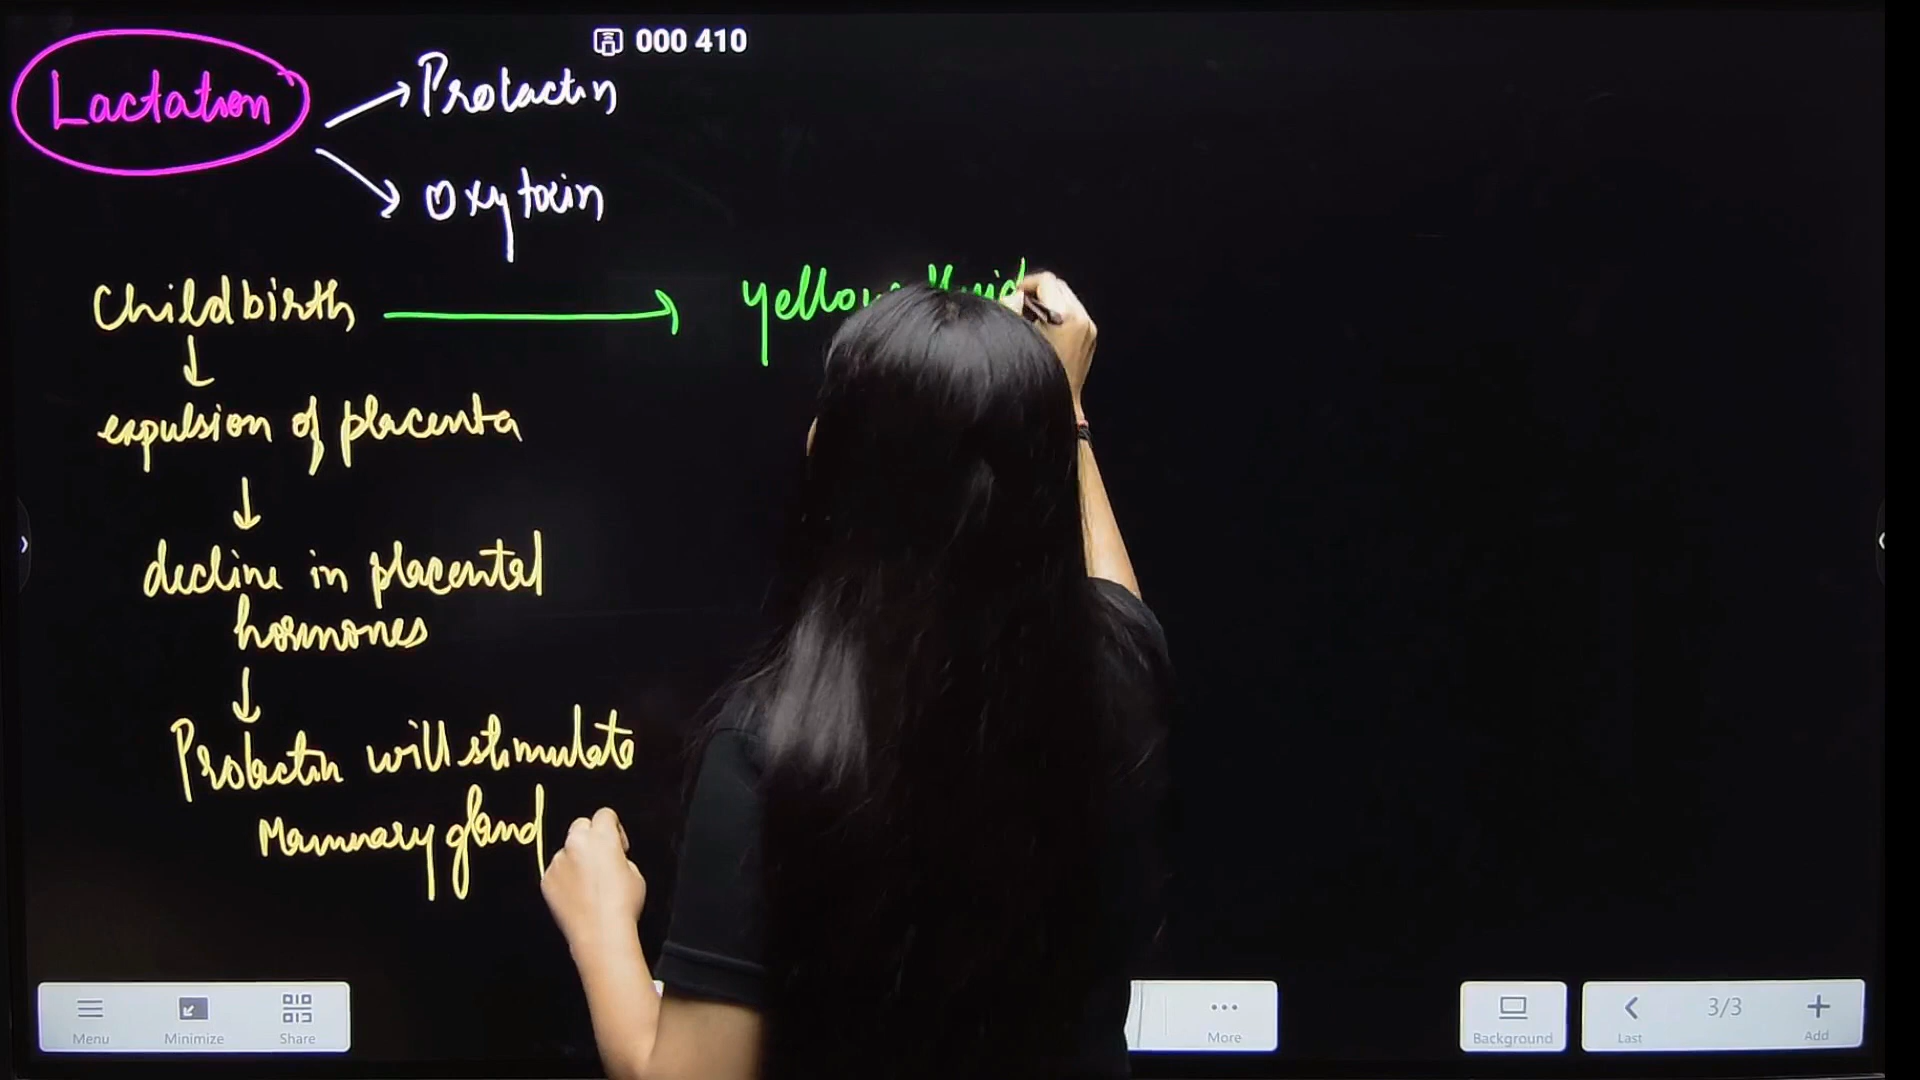 000 410
Lactation
Prolactin
Oxytocin
Childbirth
yellow fluid
expulsion of placenta
decline in placental
hormones
Prolactin will stimulate
Mammary gland
Menu
Minimize
Share
More
Background
Last
3/3
Add